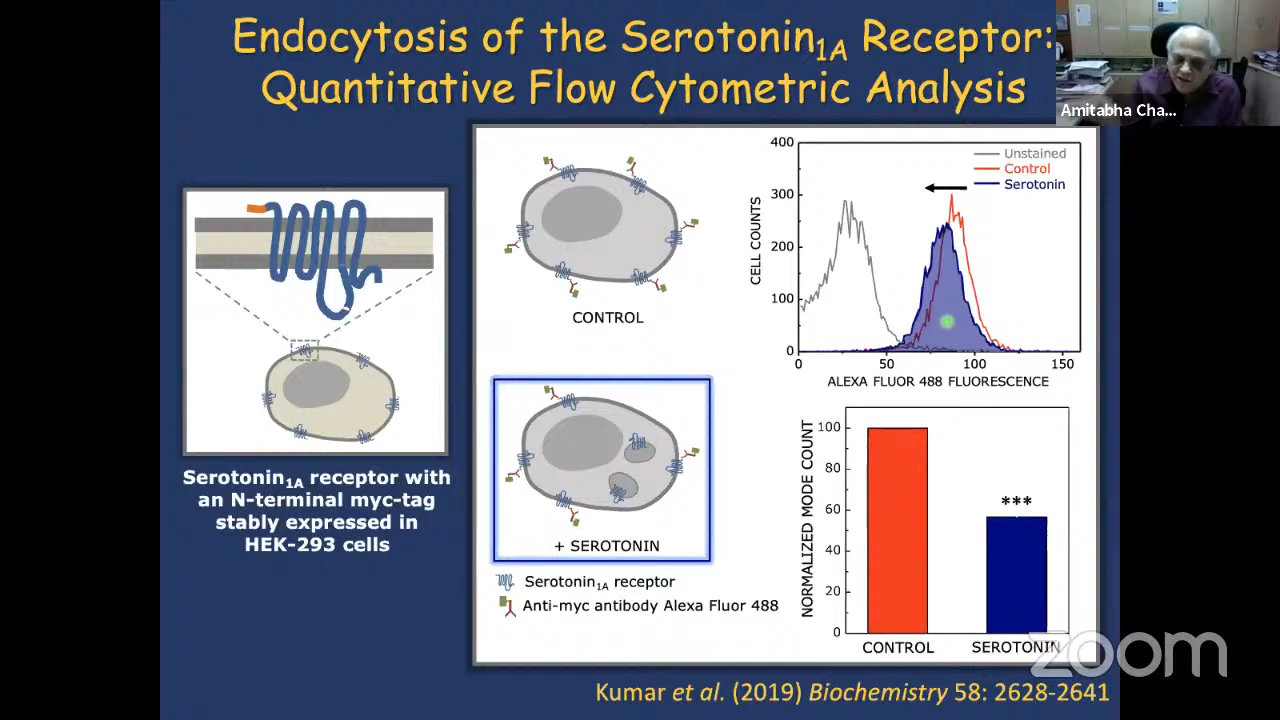 Endocytosis of the Serotonin1A Receptor:
Quantitative Flow Cytometric Analysis
Amitabha Cha...
Serotonin1A receptor with
an N-terminal myc-tag
stably expressed in
HEK-293 cells
CONTROL
+ SEROTONIN
Serotonin1A receptor
Anti-myc antibody Alexa Fluor 488
CELL COUNTS
400
300
200
100
0
Unstained
Control
Serotonin
0 50 100 150
ALEXA FLUOR 488 FLUORESCENCE
NORMALIZED MODE COUNT
100
80
60
40
20
0
***
CONTROL SEROTONIN
zoom
Kumar et al. (2019) Biochemistry 58: 2628-2641